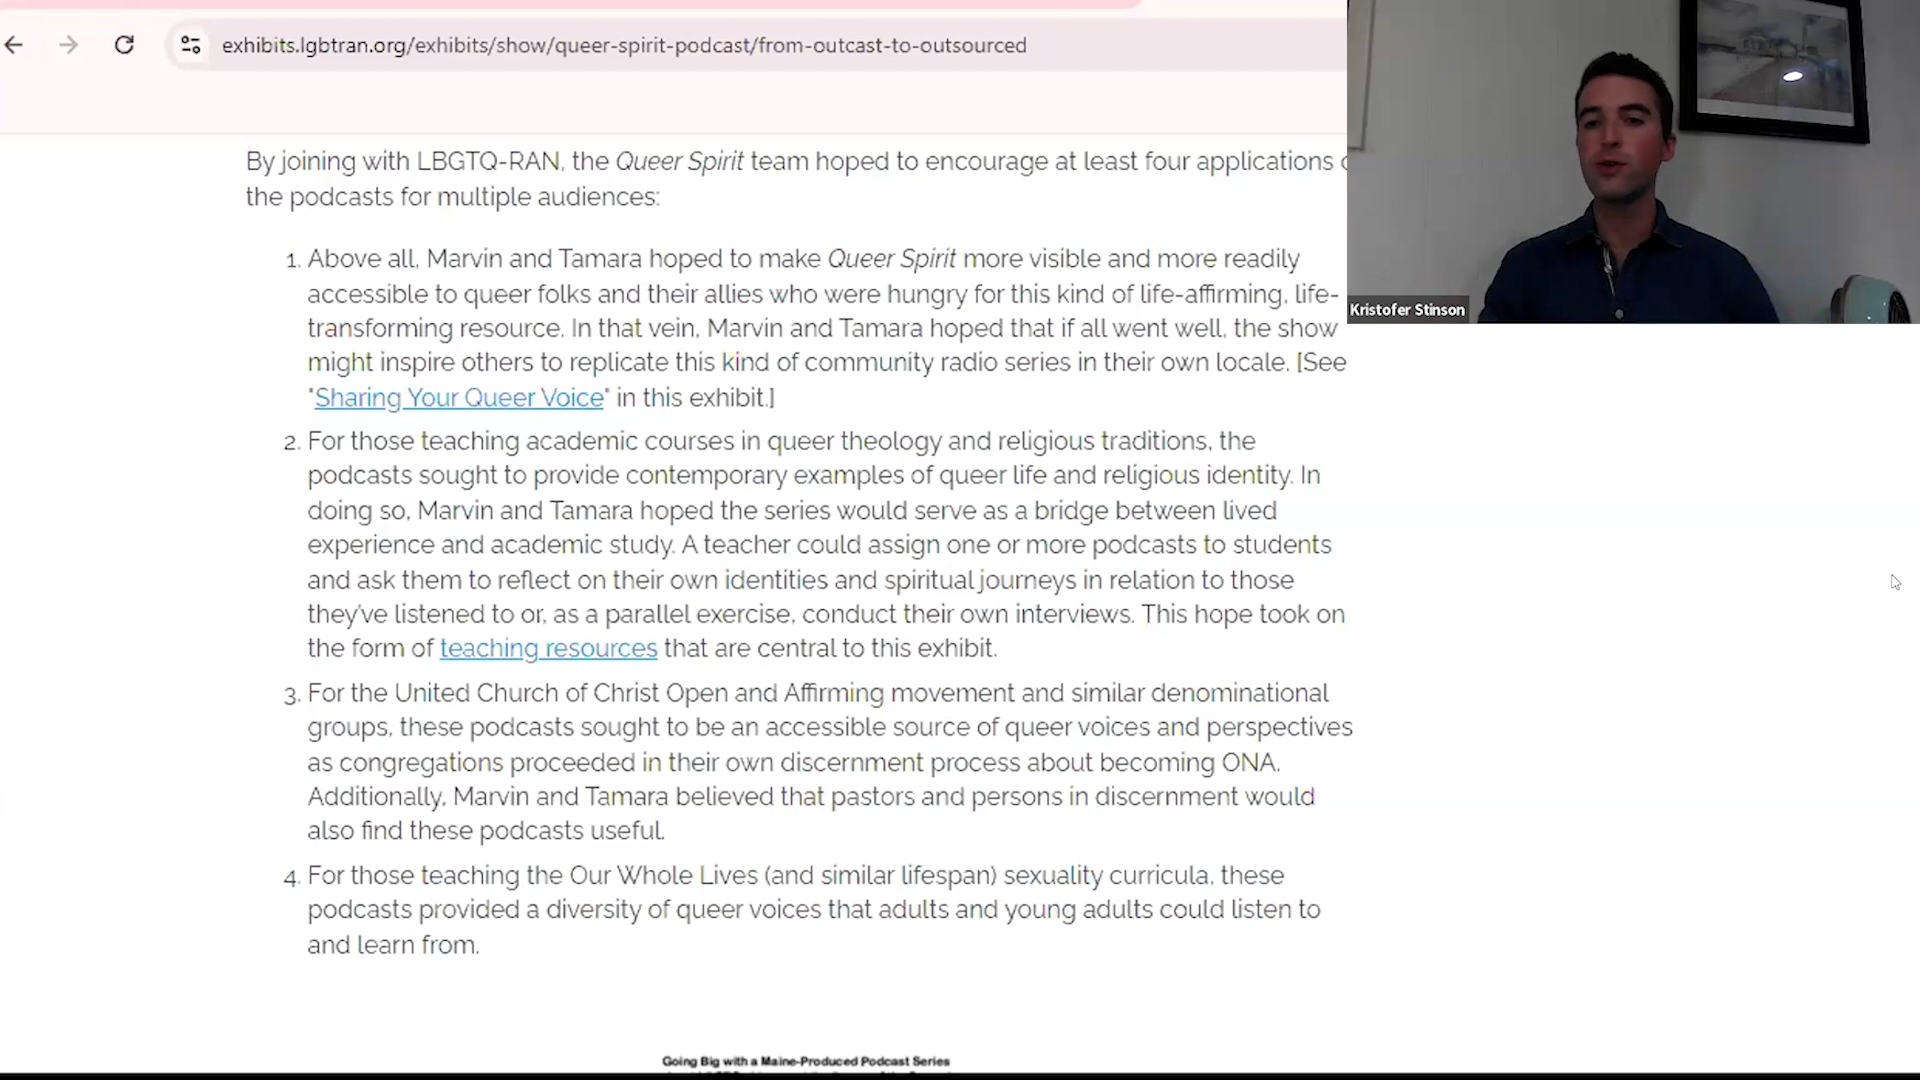 exhibits.lgbtran.org/exhibits/show/queer-spirit-podcast/from-outcast-to-outsourced
By joining with LBGTQ-RAN, the Queer Spirit team hoped to encourage at least four applications
the podcasts for multiple audiences:
1. Above all, Marvin and Tamara hoped to make Queer Spirit more visible and more readily
accessible to queer folks and their allies who were hungry for this kind of life-affirming, life-
transforming resource. In that vein, Marvin and Tamara hoped that if all went well, the show
might inspire others to replicate this kind of community radio series in their own locale. [See
"Sharing Your Queer Voice" in this exhibit.]
2. For those teaching academic courses in queer theology and religious traditions, the
podcasts sought to provide contemporary examples of queer life and religious identity. In
doing so, Marvin and Tamara hoped the series would serve as a bridge between lived
experience and academic study. A teacher could assign one or more podcasts to students
and ask them to reflect on their own identities and spiritual journeys in relation to those
they've listened to or, as a parallel exercise, conduct their own interviews. This hope took on
the form of teaching resources that are central to this exhibit.
3. For the United Church of Christ Open and Affirming movement and similar denominational
groups, these podcasts sought to be an accessible source of queer voices and perspectives
as congregations proceeded in their own discernment process about becoming ONA.
Additionally, Marvin and Tamara believed that pastors and persons in discernment would
also find these podcasts useful.
4. For those teaching the Our Whole Lives (and similar lifespan) sexuality curricula, these
podcasts provided a diversity of queer voices that adults and young adults could listen to
and learn from.
Going Big with a Maine-Produced Podcast Series
Kristofer Stinson